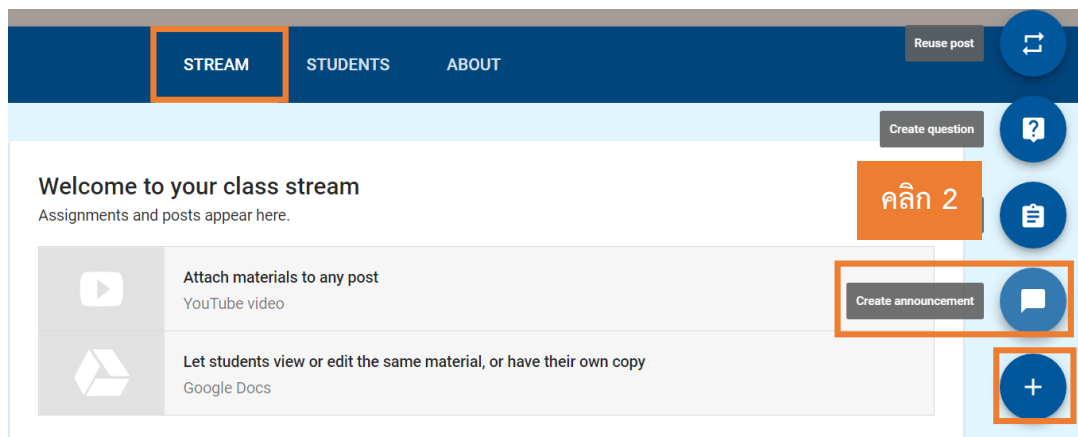 STREAM
STUDENTS
ABOUT
Reuse post
Create question
Welcome to your class stream
Assignments and posts appear here.
คลิก 2
Attach materials to any post
YouTube video
Create announcement
Let students view or edit the same material, or have their own copy
Google Docs